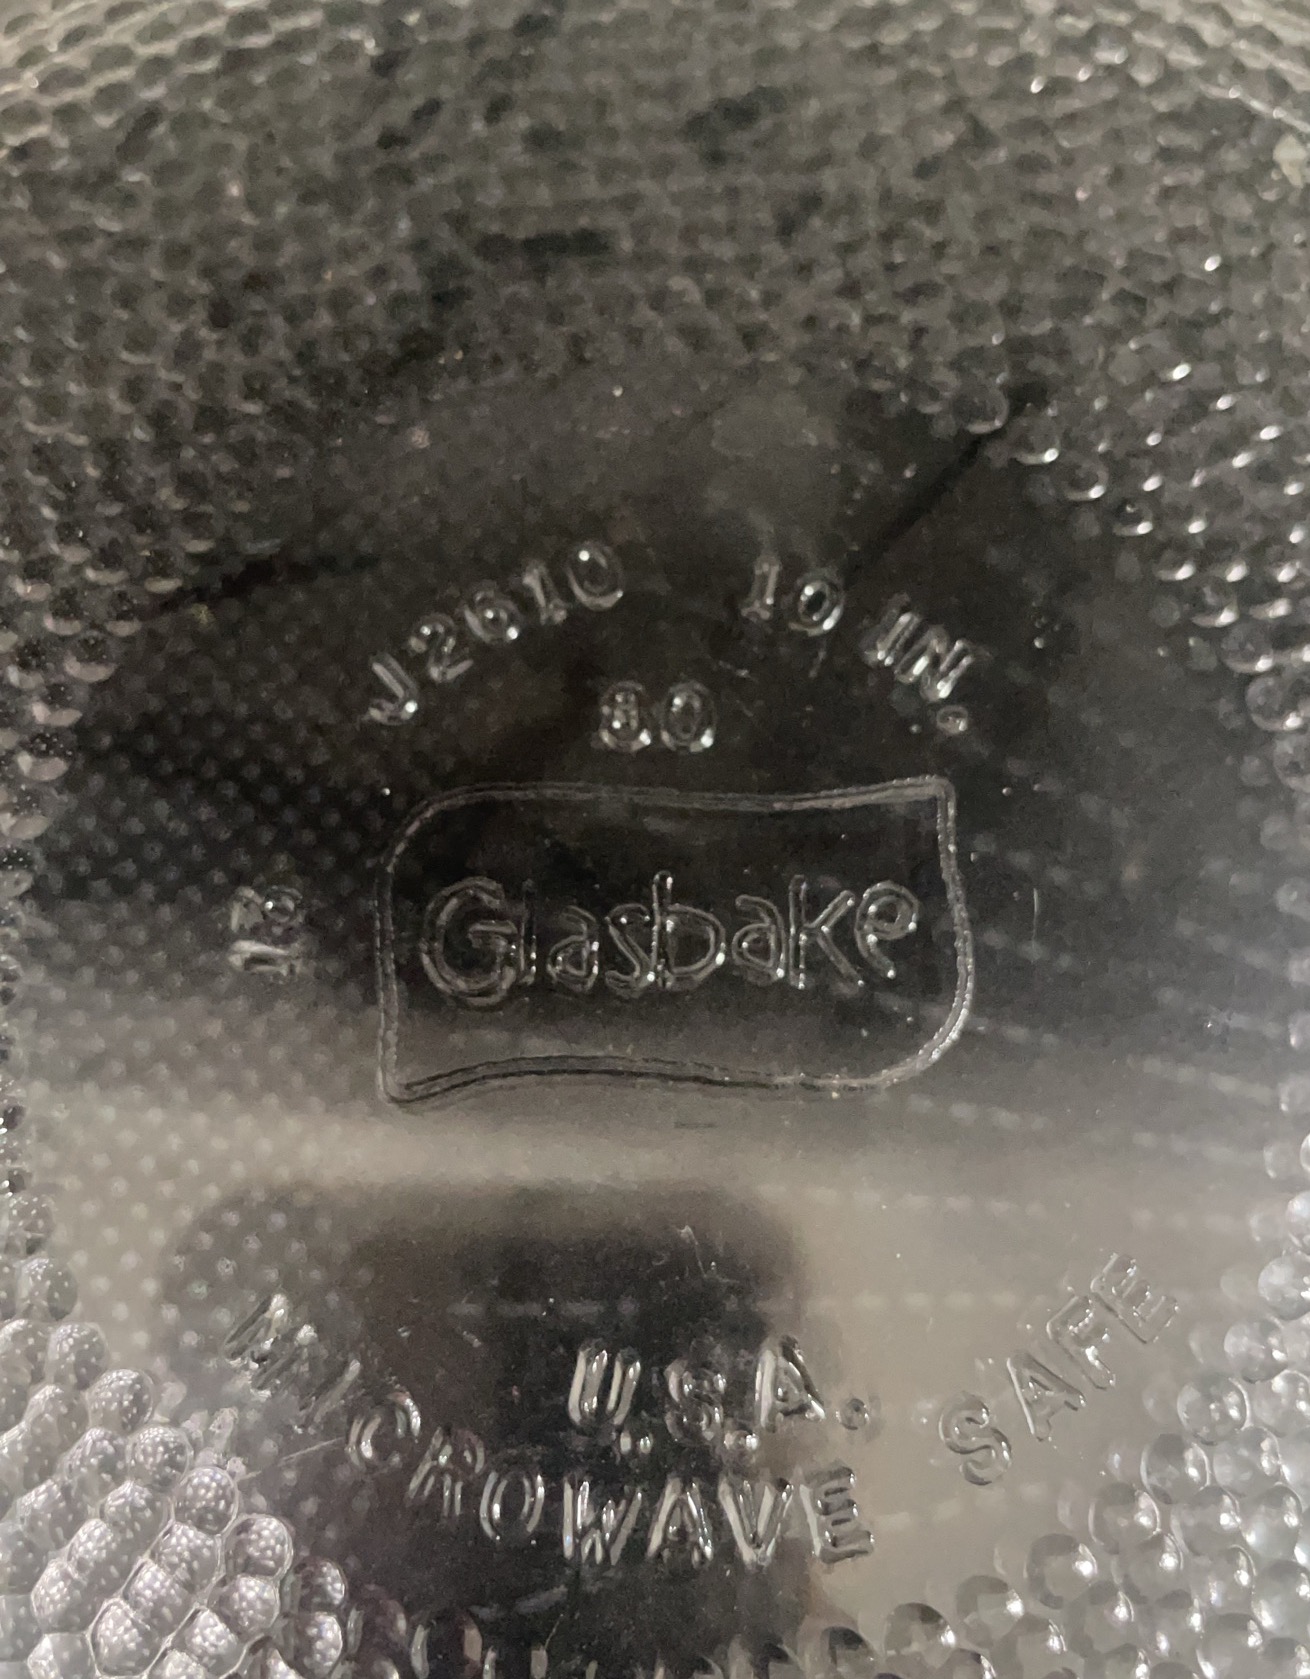 J2610 10 IN.
80
Glasbake
U.S.A.
MICROWAVE SAFE